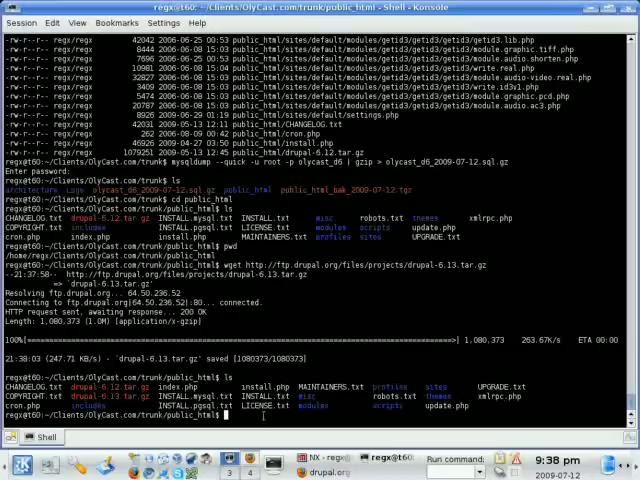 regx@t60: ~/Clients/OlyCast.com/trunk/public_html - Shell - Konsole
Session Edit View Bookmarks Settings Help
-rw-r--r-- regx/regx 42042 2006-06-25 00:53 public_html/sites/default/modules/getid3/getid3/getid3.lib.php
-rw-r--r-- regx/regx 8444 2006-06-08 15:03 public_html/sites/default/modules/getid3/getid3/module.graphic.tiff.php
-rw-r--r-- regx/regx 7696 2006-06-25 00:53 public_html/sites/default/modules/getid3/getid3/module.audio.shorten.php
-rw-r--r-- regx/regx 10981 2006-06-08 15:04 public_html/sites/default/modules/getid3/getid3/write.real.php
-rw-r--r-- regx/regx 32827 2006-06-08 15:03 public_html/sites/default/modules/getid3/getid3/module.audio-video.real.php
-rw-r--r-- regx/regx 3409 2006-06-08 15:03 public_html/sites/default/modules/getid3/getid3/write.id3v1.php
-rw-r--r-- regx/regx 5474 2006-06-08 15:03 public_html/sites/default/modules/getid3/getid3/module.graphic.pcd.php
-rw-r--r-- regx/regx 20787 2006-06-08 15:03 public_html/sites/default/modules/getid3/getid3/module.audio.ac3.php
-rw-r--r-- regx/regx 8926 2006-11-29 01:19 public_html/sites/default/settings.php
-rw-r--r-- regx/regx 42031 2009-05-13 11:11 public_html/CHANGELOG.txt
-rw-r--r-- regx/regx 262 2006-08-09 00:42 public_html/cron.php
-rw-r--r-- regx/regx 46926 2009-04-27 03:50 public_html/install.php
-rw-r--r-- regx/regx 1079251 2009-05-13 12:45 public_html/drupal-6.12.tar.gz
regx@t60:~/Clients/OlyCast.com/trunk$ mysqldump --quick -u root -p olycast_d6 | gzip > olycast_d6_2009-07-12.sql.gz
Enter password:
regx@t60:~/Clients/OlyCast.com/trunk$ ls
architecture Logs olycast_d6_2009-07-12.sql.gz public_html public_html_bak_2009-07-12.tgz
regx@t60:~/Clients/OlyCast.com/trunk$ cd public_html
regx@t60:~/Clients/OlyCast.com/trunk/public_html$ ls
CHANGELOG.txt drupal-6.12.tar.gz INSTALL.mysql.txt INSTALL.txt misc robots.txt themes xmlrpc.php
COPYRIGHT.txt includes INSTALL.pgsql.txt LICENSE.txt modules scripts update.php
cron.php index.php install.php MAINTAINERS.txt profiles sites UPGRADE.txt
regx@t60:~/Clients/OlyCast.com/trunk/public_html$ pwd
/home/regx/Clients/OlyCast.com/trunk/public_html
regx@t60:~/Clients/OlyCast.com/trunk/public_html$ wget http://ftp.drupal.org/files/projects/drupal-6.13.tar.gz
--21:37:58-- http://ftp.drupal.org/files/projects/drupal-6.13.tar.gz
=> `drupal-6.13.tar.gz'
Resolving ftp.drupal.org... 64.50.236.52
Connecting to ftp.drupal.org|64.50.236.52|:80... connected.
HTTP request sent, awaiting response... 200 OK
Length: 1,080,373 (1.0M) [application/x-gzip]
100%[====================================>] 1,080,373 263.67K/s ETA 00:00
21:38:03 (247.71 KB/s) - `drupal-6.13.tar.gz' saved [1080373/1080373]
regx@t60:~/Clients/OlyCast.com/trunk/public_html$ ls
CHANGELOG.txt drupal-6.12.tar.gz index.php install.php MAINTAINERS.txt profiles sites UPGRADE.txt
COPYRIGHT.txt drupal-6.13.tar.gz INSTALL.mysql.txt INSTALL.txt misc robots.txt themes xmlrpc.php
cron.php includes INSTALL.pgsql.txt LICENSE.txt modules scripts update.php
regx@t60:~/Clients/OlyCast.com/trunk/public_html$
Shell
3 4
NX - regx@
regx@t60:
drupal.org
Run command:
9:38 pm
2009-07-12